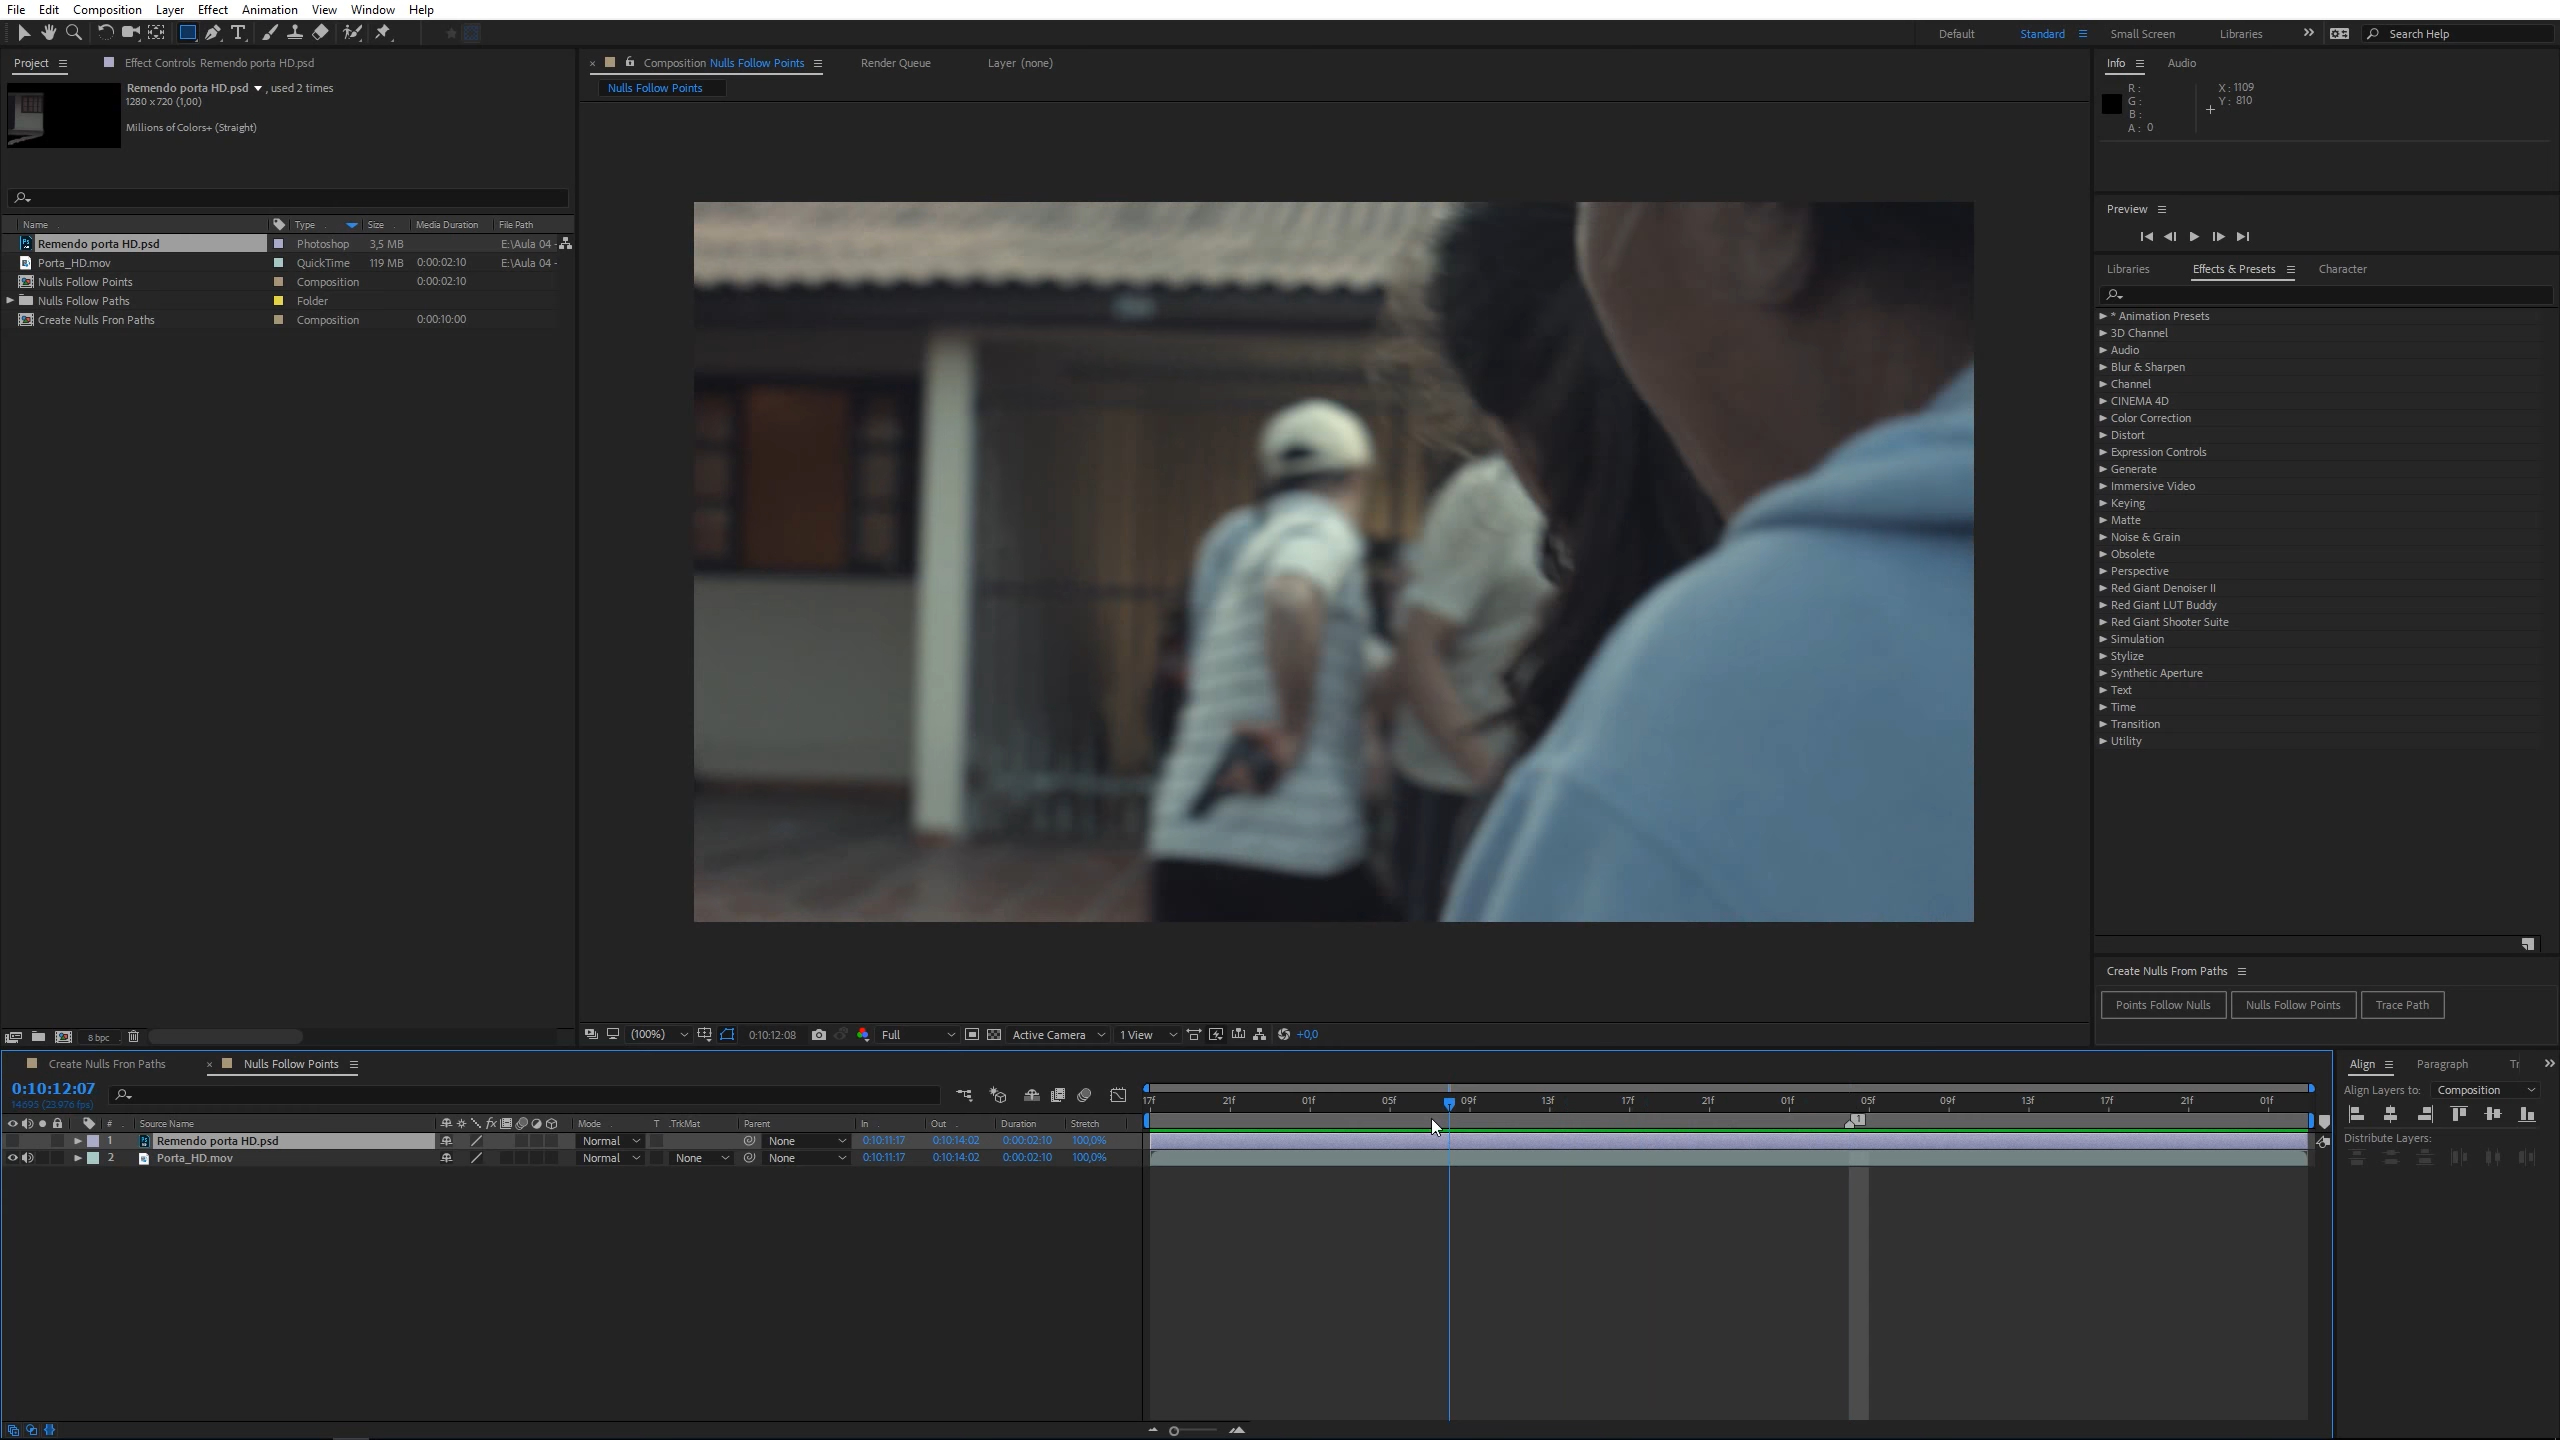 File Edit Composition Layer Effect Animation View Window Help
Default Standard Small Screen Libraries Search Help
Project Effect Controls Remendo porta HD.psd
Remendo porta HD.psd , used 2 times
1280 x 720 (1,00)
Millions of Colors+ (Straight)
Name Type Size Media Duration File Path
Remendo porta HD.psd Photoshop 3,5 MB E:\Aula 04 -
Porta_HD.mov QuickTime 119 MB 0:00:02:10 E:\Aula 04 -
Nulls Follow Points Composition 0:00:02:10
Nulls Follow Paths Folder
Create Nulls Fron Paths Composition 0:00:10:00
8 bpc
Composition Nulls Follow Points Render Queue Layer (none)
Nulls Follow Points
(100%) 0:10:12:08 Full Active Camera 1 View +0,0
Info Audio
R: X: 1109
G: Y: 810
B:
A: 0
Preview
Libraries Effects & Presets Character
* Animation Presets
3D Channel
Audio
Blur & Sharpen
Channel
CINEMA 4D
Color Correction
Distort
Expression Controls
Generate
Immersive Video
Keying
Matte
Noise & Grain
Obsolete
Perspective
Red Giant Denoiser II
Red Giant LUT Buddy
Red Giant Shooter Suite
Simulation
Stylize
Synthetic Aperture
Text
Time
Transition
Utility
Create Nulls From Paths
Points Follow Nulls Nulls Follow Points Trace Path
Create Nulls Fron Paths Nulls Follow Points
0:10:12:07
14695 (23.976 fps)
# Source Name Mode T .TrkMat Parent In Out Duration Stretch
1 Remendo porta HD.psd Normal None 0:10:11:17 0:10:14:02 0:00:02:10 100,0%
2 Porta_HD.mov Normal None None 0:10:11:17 0:10:14:02 0:00:02:10 100,0%
17f 21f 01f 05f 09f 13f 17f 21f 01f 05f 09f 13f 17f 21f 01f
1
Align Paragraph Tr
Align Layers to: Composition
Distribute Layers: